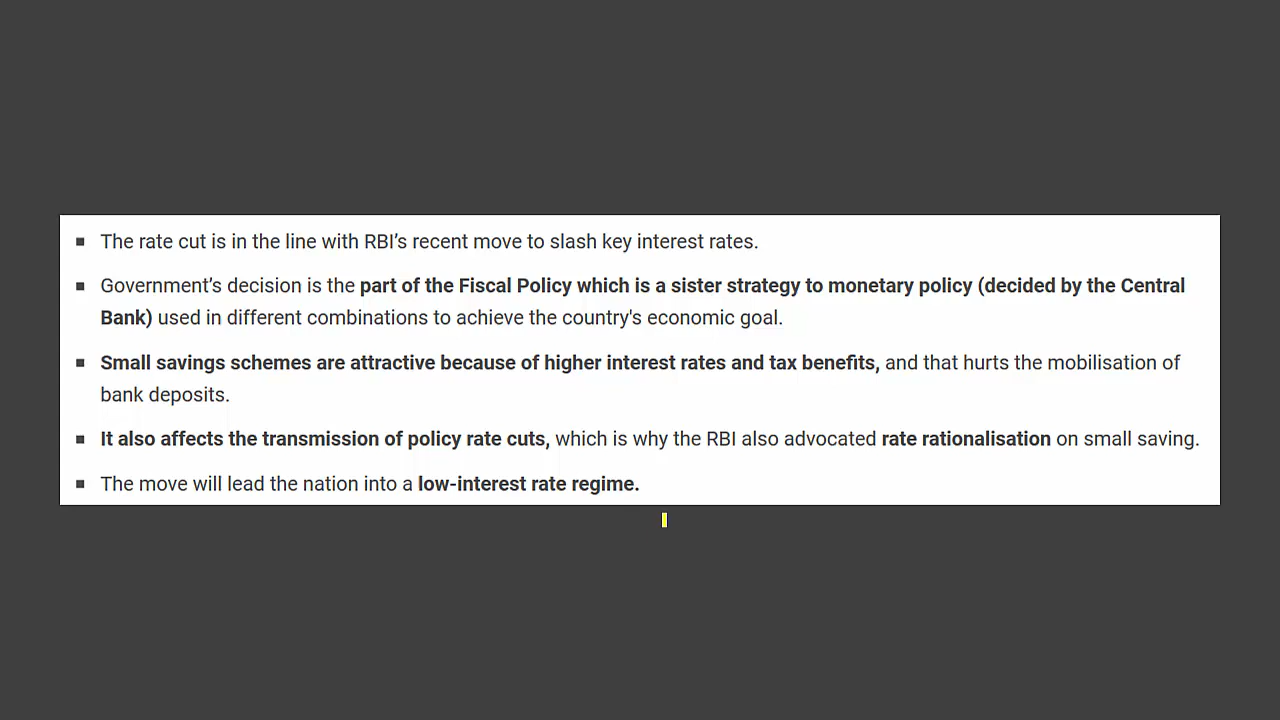 ▪ The rate cut is in the line with RBI’s recent move to slash key interest rates.
▪ Government’s decision is the part of the Fiscal Policy which is a sister strategy to monetary policy (decided by the Central
Bank) used in different combinations to achieve the country's economic goal.
▪ Small savings schemes are attractive because of higher interest rates and tax benefits, and that hurts the mobilisation of
bank deposits.
▪ It also affects the transmission of policy rate cuts, which is why the RBI also advocated rate rationalisation on small saving.
▪ The move will lead the nation into a low-interest rate regime.